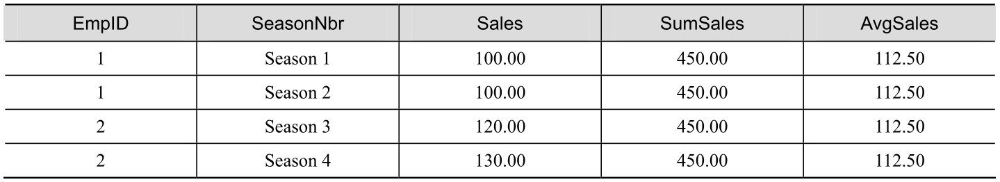 EmpID SeasonNbr Sales SumSales AvgSales
1 Season 1 100.00 450.00 112.50
1 Season 2 100.00 450.00 112.50
2 Season 3 120.00 450.00 112.50
2 Season 4 130.00 450.00 112.50